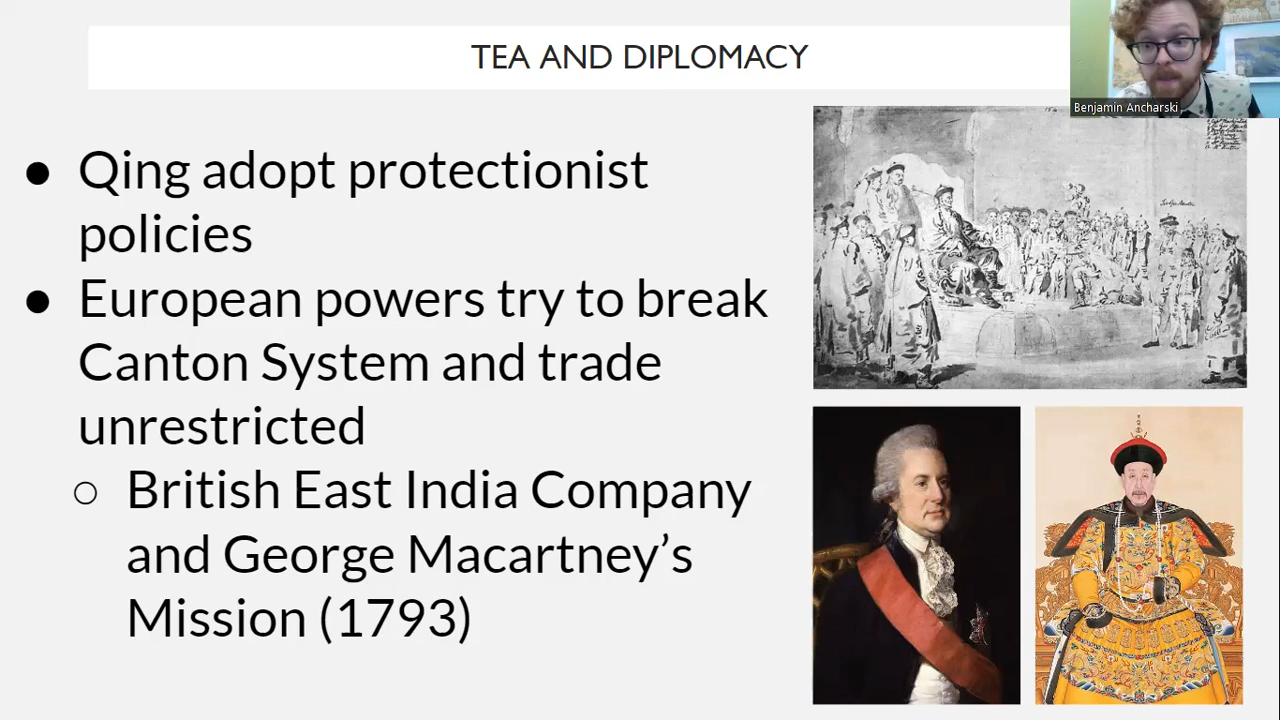 TEA AND DIPLOMACY
Benjamin Ancharski
● Qing adopt protectionist
policies
● European powers try to break
Canton System and trade
unrestricted
○ British East India Company
and George Macartney’s
Mission (1793)